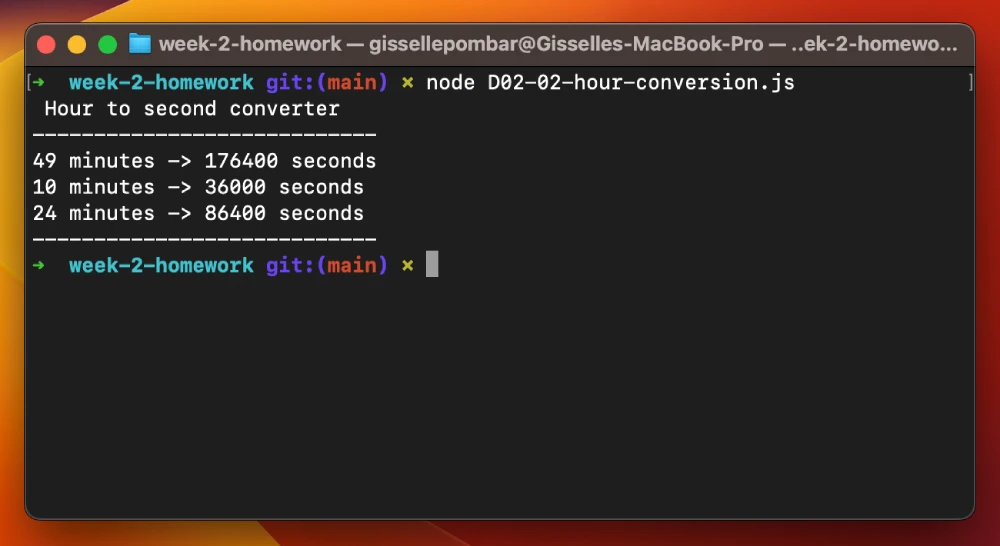 week-2-homework — gissellepombar@Gisselles-MacBook-Pro — ..ek-2-homewo...
[➜  week-2-homework git:(main) ✗ node D02-02-hour-conversion.js ]
 Hour to second converter
----------------------------
49 minutes -> 176400 seconds
10 minutes -> 36000 seconds
24 minutes -> 86400 seconds
----------------------------
➜  week-2-homework git:(main) ✗